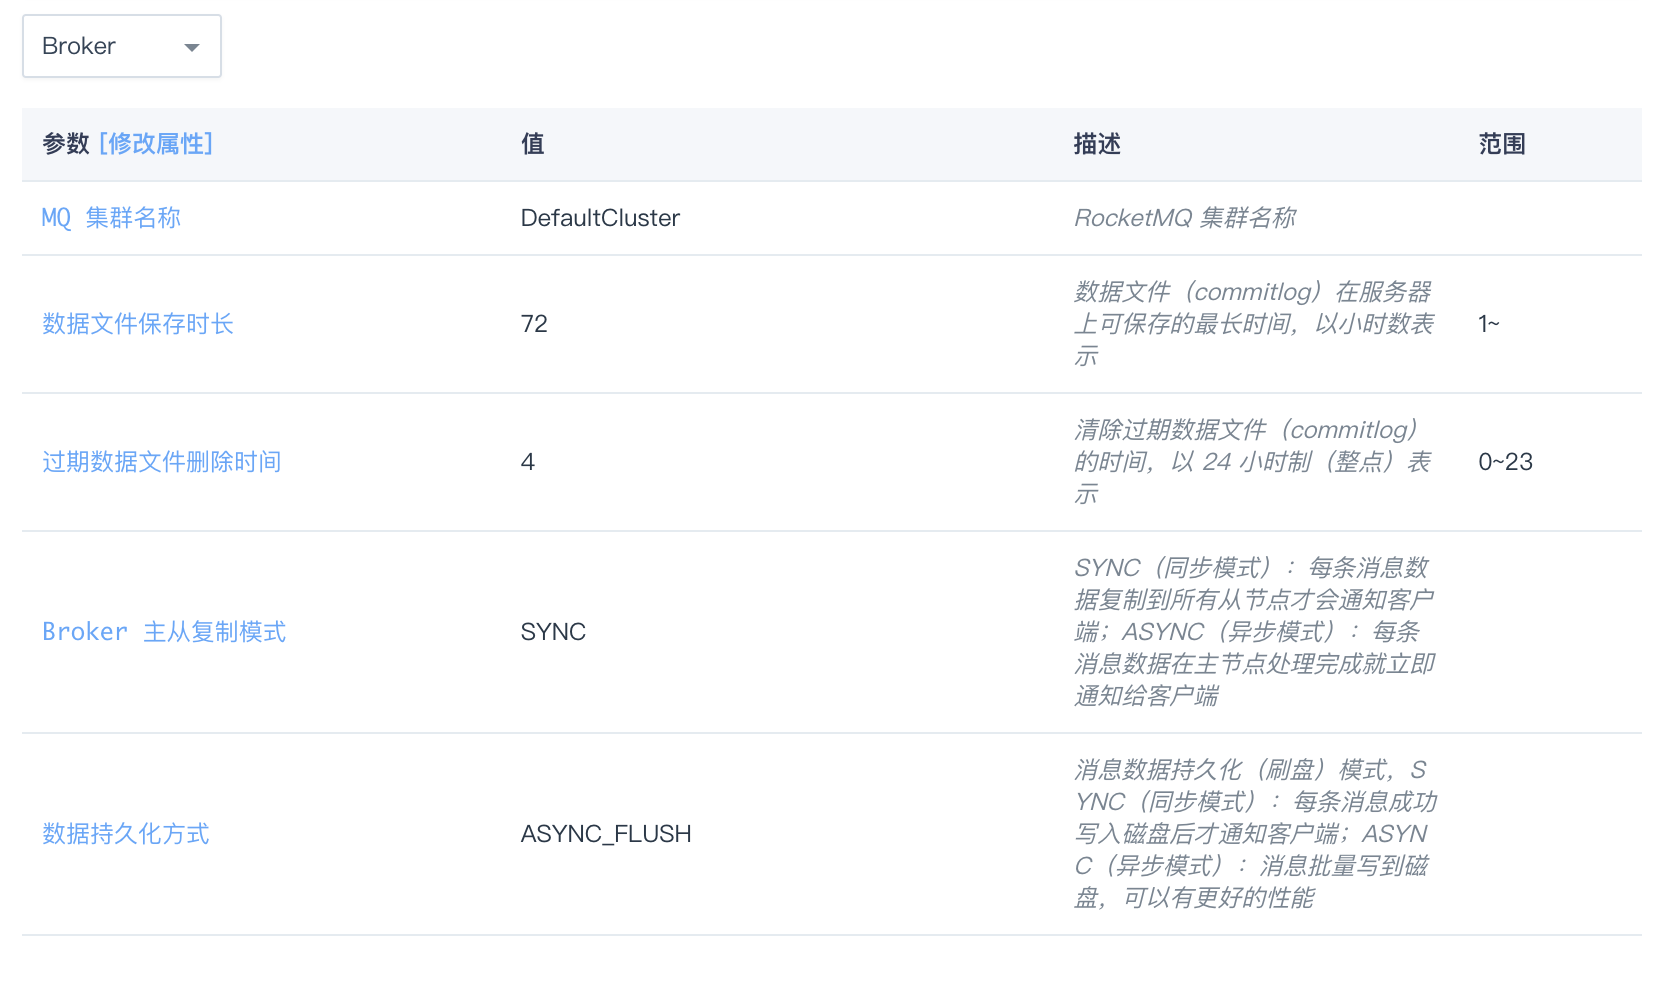 Broker
参数 [修改属性] 值 描述 范围
MQ 集群名称 DefaultCluster RocketMQ 集群名称
数据文件保存时长 72 数据文件（commitlog）在服务器
上可保存的最长时间，以小时数表
示 1~
过期数据文件删除时间 4 清除过期数据文件（commitlog）
的时间，以 24 小时制（整点）表
示 0~23
Broker 主从复制模式 SYNC SYNC（同步模式）：每条消息数
据复制到所有从节点才会通知客户
端；ASYNC（异步模式）：每条
消息数据在主节点处理完成就立即
通知给客户端
数据持久化方式 ASYNC_FLUSH 消息数据持久化（刷盘）模式，S
YNC（同步模式）：每条消息成功
写入磁盘后才通知客户端；ASYN
C（异步模式）：消息批量写到磁
盘，可以有更好的性能